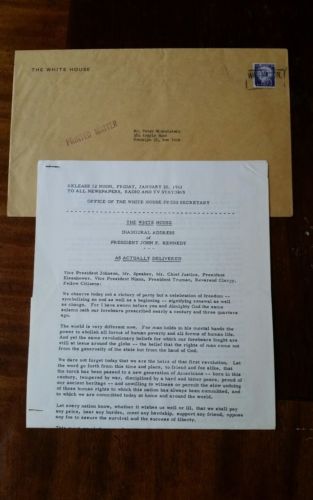 THE WHITE HOUSE
PRINTED MATTER
Brooklyn 11, New York
RELEASE 12 NOON, FRIDAY, JANUARY 20, 1961
TO ALL NEWSPAPERS, RADIO AND TV STATIONS
OFFICE OF THE WHITE HOUSE PRESS SECRETARY
THE WHITE HOUSE
INAUGURAL ADDRESS
OF
PRESIDENT JOHN F. KENNEDY
AS ACTUALLY DELIVERED
Vice President Johnson, Mr. Speaker, Mr. Chief Justice, President
Eisenhower, Vice President Nixon, President Truman, Reverend Clergy,
Fellow Citizens:
We observe today not a victory of party but a celebration of freedom --
symbolizing an end as well as a beginning -- signifying renewal as well
as change. For I have sworn before you and Almighty God the same
solemn oath our forebears prescribed nearly a century and three quarters
ago.
The world is very different now. For man holds in his mortal hands the
power to abolish all forms of human poverty and all forms of human life.
And yet the same revolutionary beliefs for which our forebears fought are
still at issue around the globe -- the belief that the rights of man come not
from the generosity of the state but from the hand of God.
We dare not forget today that we are the heirs of that first revolution. Let
the word go forth from this time and place, to friend and foe alike, that
the torch has been passed to a new generation of Americans -- born in this
century, tempered by war, disciplined by a hard and bitter peace, proud of
our ancient heritage -- and unwilling to witness or permit the slow undoing
of those human rights to which this nation has always been committed, and
to which we are committed today at home and around the world.
Let every nation know, whether it wishes us well or ill, that we shall pay
any price, bear any burden, meet any hardship, support any friend, oppose
any foe to assure the survival and the success of liberty.